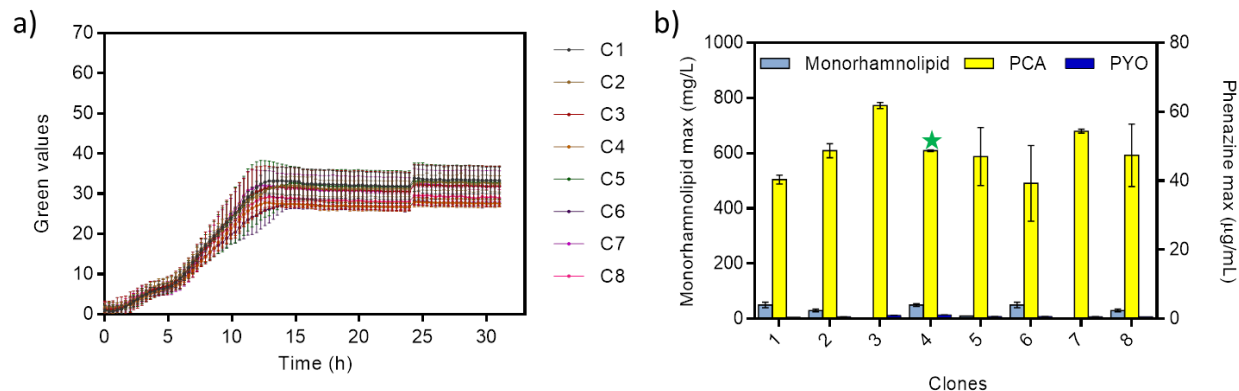 a)
70
60
50
40
30
20
10
0
Green values
0 5 10 15 20 25 30
Time (h)
C1
C2
C3
C4
C5
C6
C7
C8
b)
Monorhamnolipid PCA PYO
1000
800
600
400
200
0
Monorhamnolipid max (mg/L)
80
60
40
20
0
Phenazine max (µg/mL)
1 2 3 4 5 6 7 8
Clones